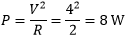 P = V²/R = 4²/2 = 8 W